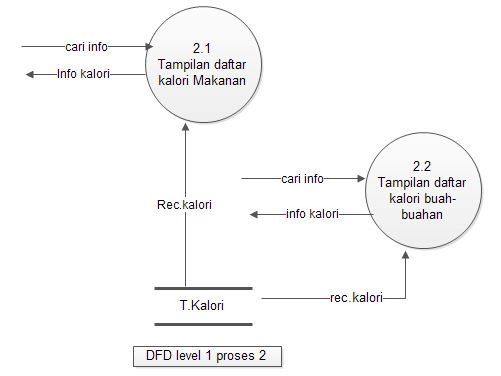 cari info
Info kalori
2.1
Tampilan daftar
kalori Makanan
Rec.kalori
cari info
info kalori
2.2
Tampilan daftar
kalori buah-
buahan
T.Kalori
rec.kalori
DFD level 1 proses 2